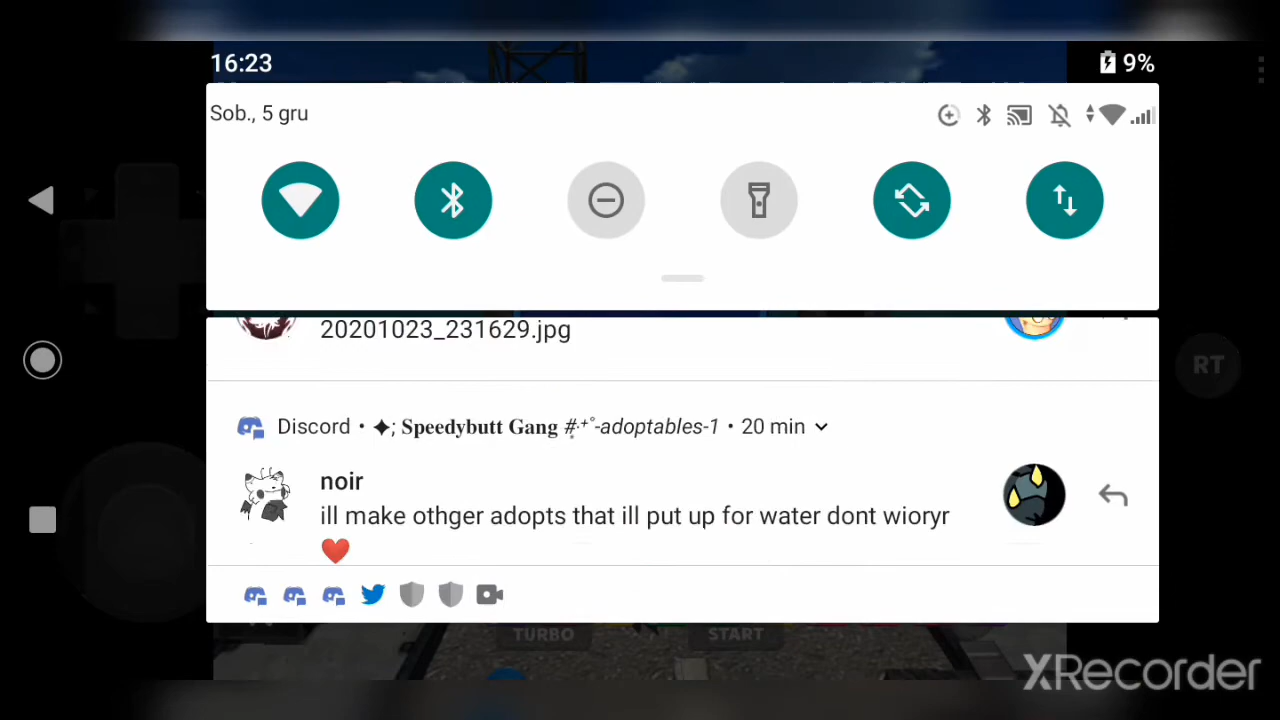 16:23
9%
Sob., 5 gru
20201023_231629.jpg
Discord • ✦; 𝐒𝐩𝐞𝐞𝐝𝐲𝐛𝐮𝐭𝐭 𝐆𝐚𝐧𝐠 #‧̩̥˚-adoptables-1 • 20 min
noir
ill make othger adopts that ill put up for water dont wioryr
❤️
RT
TURBO
START
XRecorder